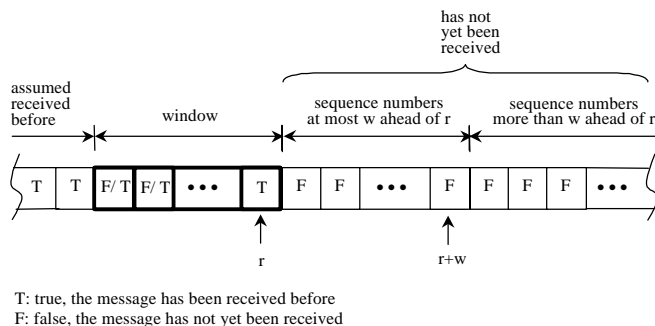 has not
yet been
received
assumed
received
before
window
sequence numbers
at most w ahead of r
sequence numbers
more than w ahead of r
T T F/ T F/ T ••• T F F ••• F F F F •••
r
r+w
T: true, the message has been received before
F: false, the message has not yet been received